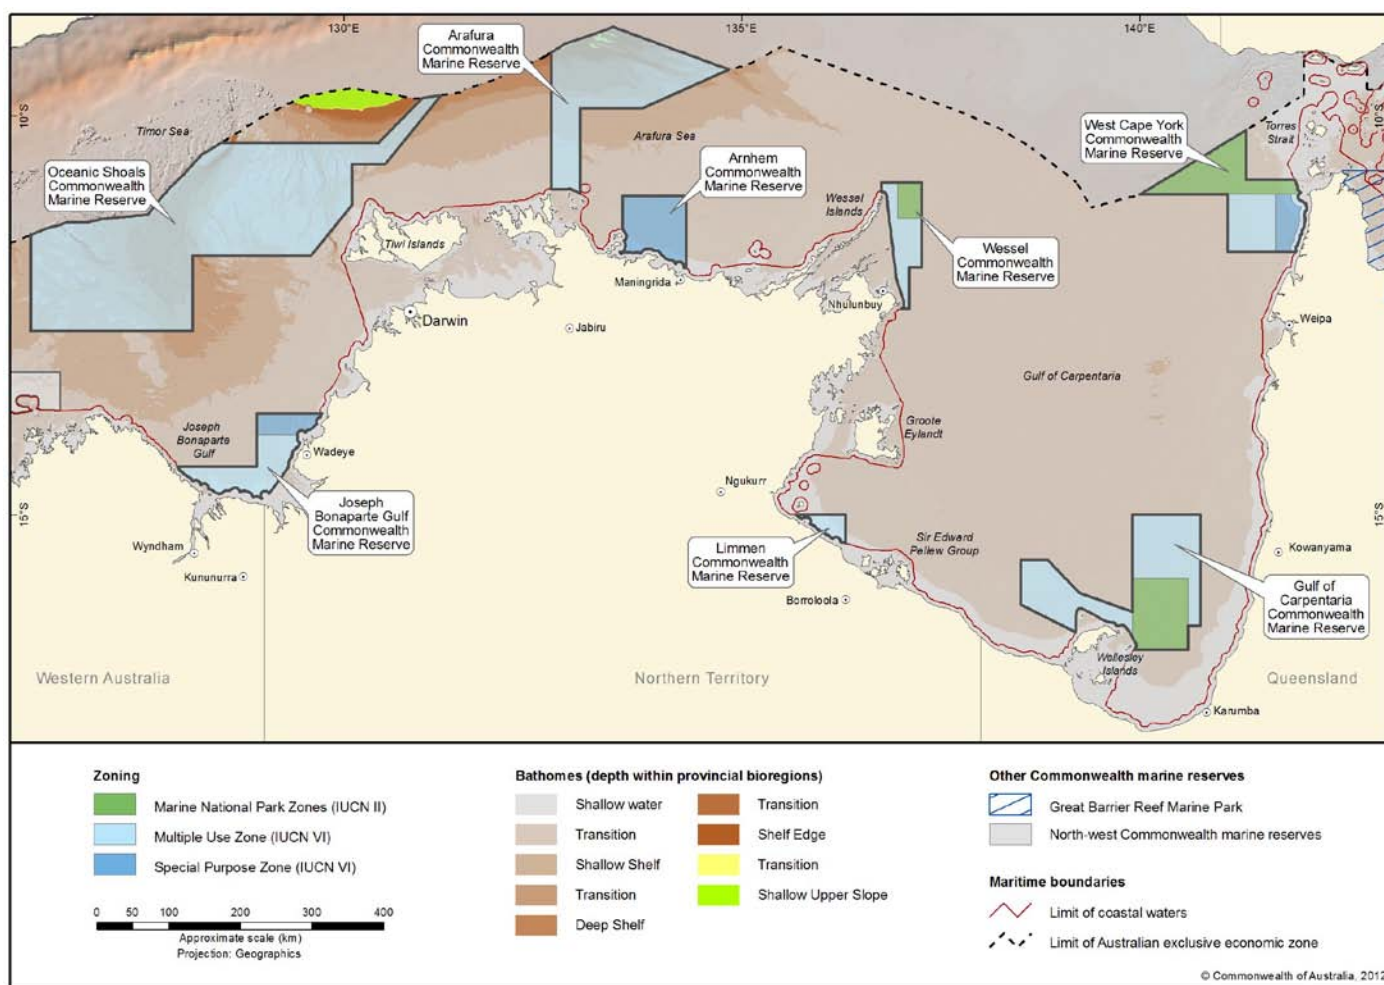 130°E
135°E
140°E
10°S
10°S
15°S
15°S
Arafura
Commonwealth
Marine Reserve
Timor Sea
Oceanic Shoals
Commonwealth
Marine Reserve
Arafura Sea
Arnhem
Commonwealth
Marine Reserve
West Cape York
Commonwealth
Marine Reserve
Torres
Strait
Wessel
Islands
Wessel
Commonwealth
Marine Reserve
Tiwi Islands
Maningrida
Nhulunbuy
Darwin
Jabiru
Weipa
Gulf of Carpentaria
Joseph
Bonaparte
Gulf
Groote
Eylandt
Wadeye
Ngukurr
Joseph
Bonaparte Gulf
Commonwealth
Marine Reserve
Wyndham
Kununurra
Limmen
Commonwealth
Marine Reserve
Sir Edward
Pellew Group
Kowanyama
Borroloola
Gulf of
Carpentaria
Commonwealth
Marine Reserve
Wellesley
Islands
Karumba
Western Australia
Northern Territory
Queensland
Zoning
Marine National Park Zones (IUCN II)
Multiple Use Zone (IUCN VI)
Special Purpose Zone (IUCN VI)
0 50 100 200 300 400
Approximate scale (km)
Projection: Geographics
Bathomes (depth within provincial bioregions)
Shallow water
Transition
Shallow Shelf
Transition
Deep Shelf
Transition
Shelf Edge
Transition
Shallow Upper Slope
Other Commonwealth marine reserves
Great Barrier Reef Marine Park
North-west Commonwealth marine reserves
Maritime boundaries
Limit of coastal waters
Limit of Australian exclusive economic zone
© Commonwealth of Australia, 2012